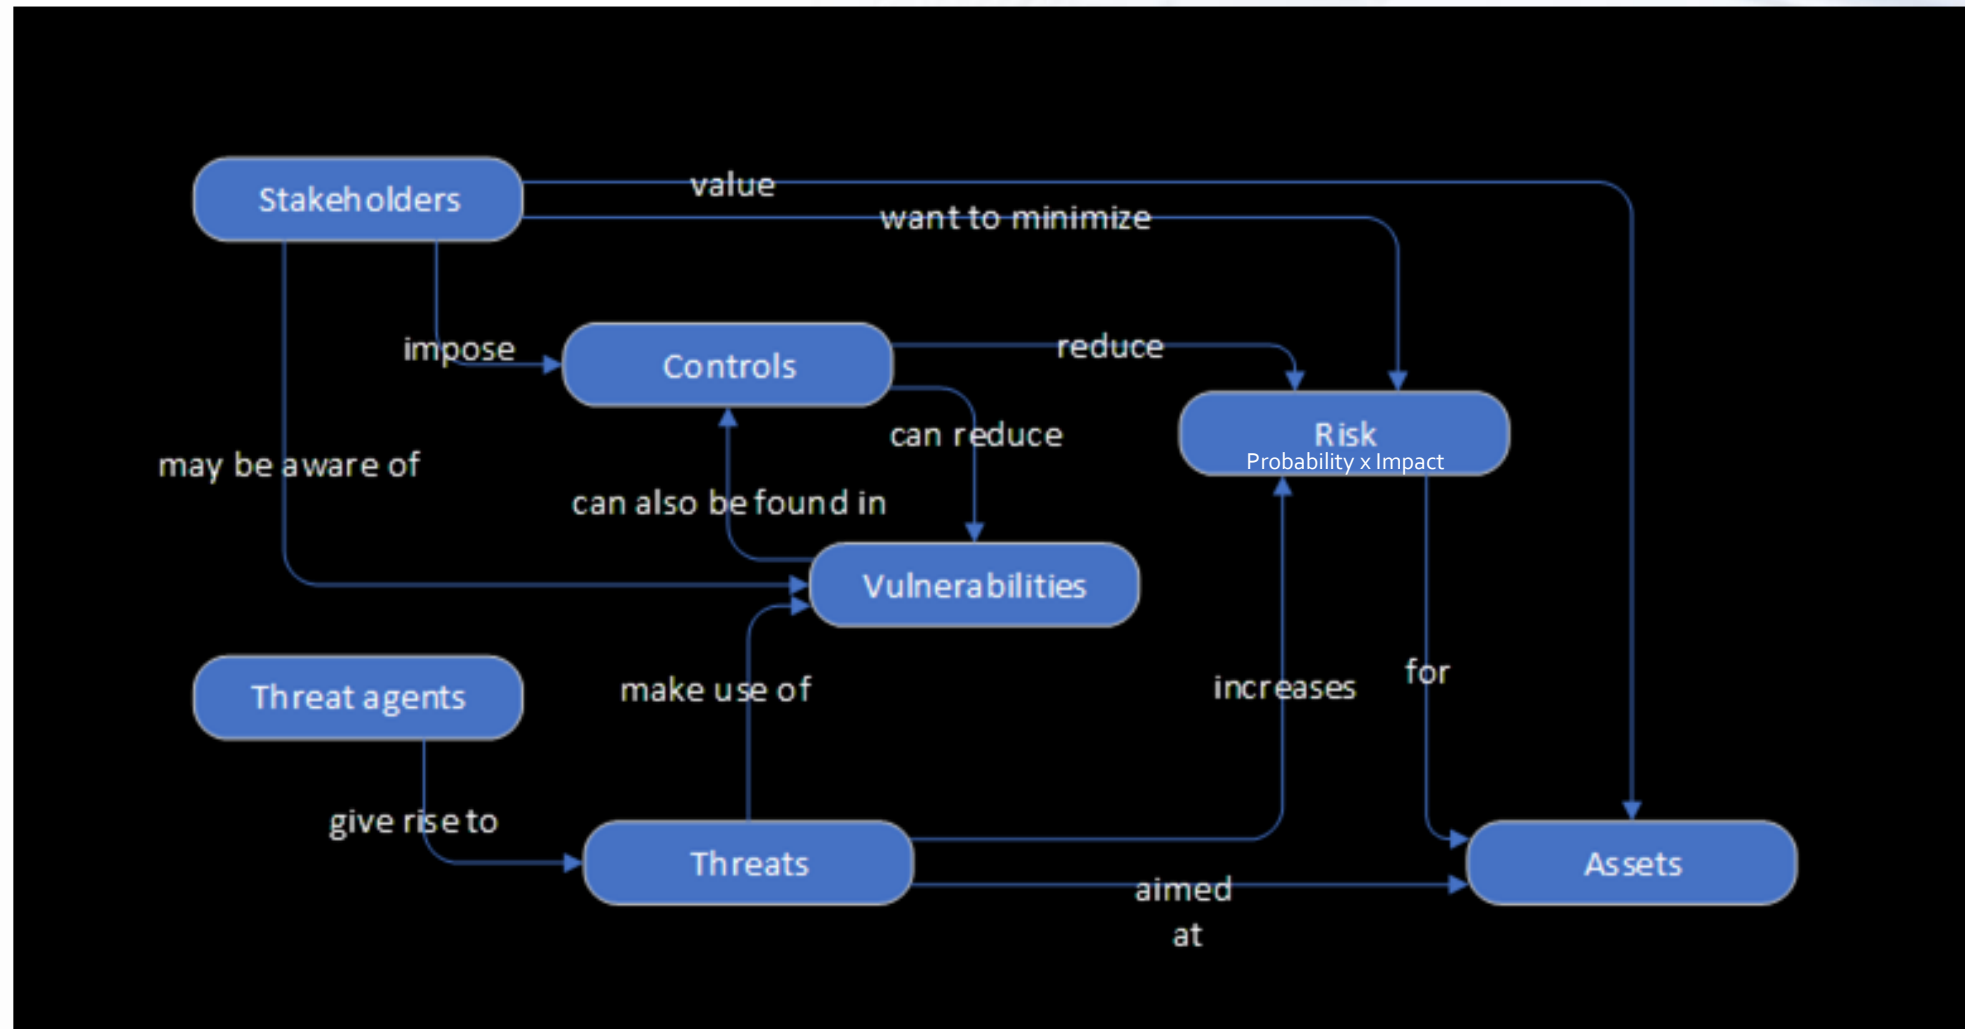 Stakeholders
value
want to minimize
impose
Controls
reduce
can reduce
Risk
Probability x Impact
may be aware of
can also be found in
Vulnerabilities
Threat agents
make use of
increases
for
give rise to
Threats
aimed
at
Assets